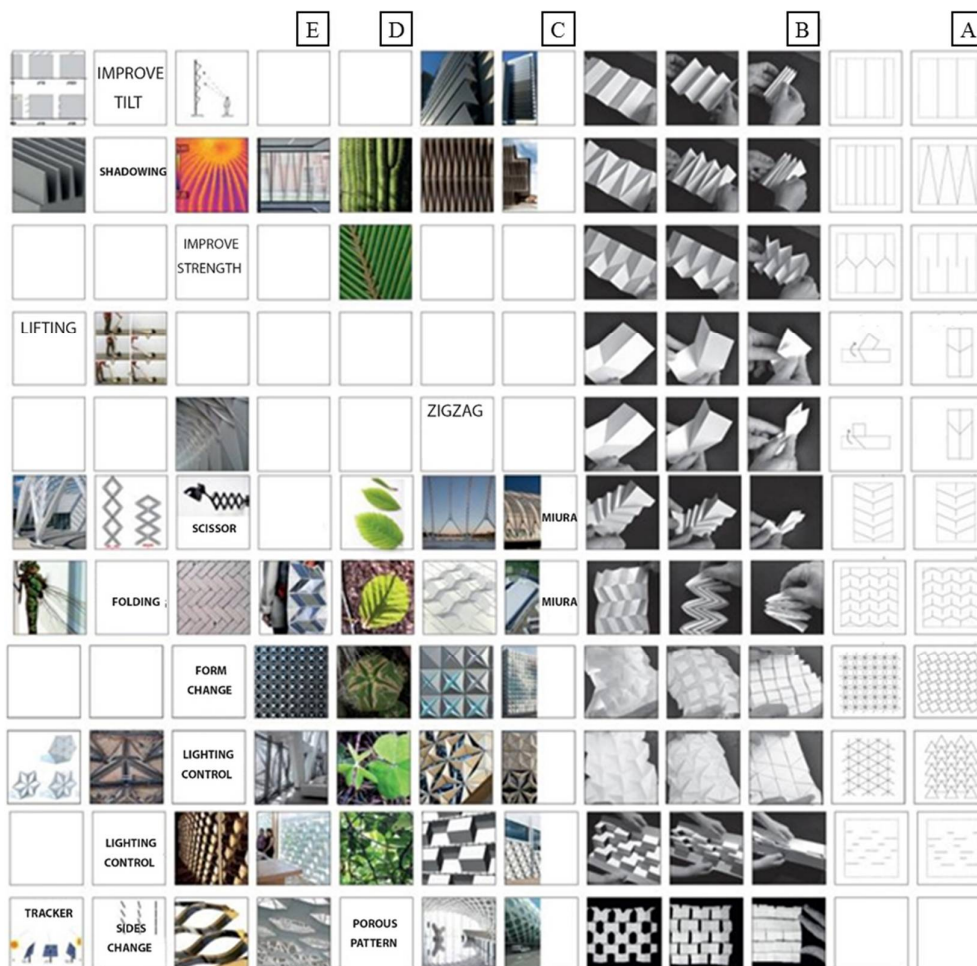 E D C B A
IMPROVE
TILT
SHADOWING
IMPROVE
STRENGTH
LIFTING
ZIGZAG
SCISSOR
MIURA
FOLDING
MIURA
FORM
CHANGE
LIGHTING
CONTROL
LIGHTING
CONTROL
TRACKER
SIDES
CHANGE
POROUS
PATTERN